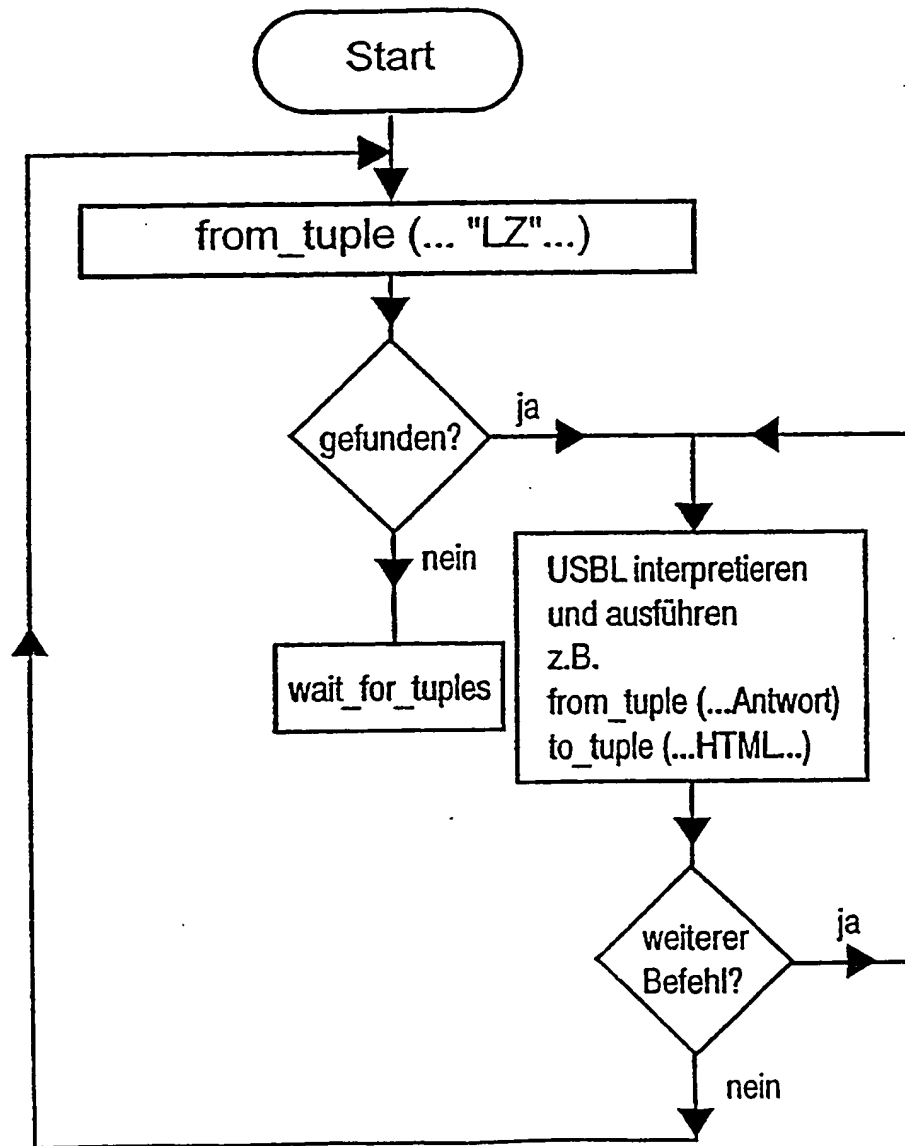 Start
from_tuple (... "LZ"...)
gefunden?
ja
nein
wait_for_tuples
USBL interpretieren
und ausführen
z.B.
from_tuple (...Antwort)
to_tuple (...HTML...)
weiterer
Befehl?
ja
nein